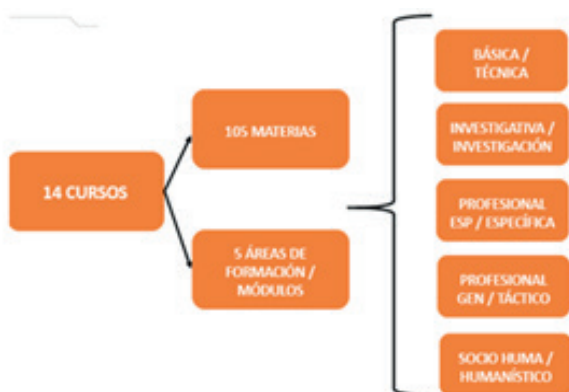 14 CURSOS
105 MATERIAS
5 ÁREAS DE
FORMACIÓN /
MÓDULOS
BÁSICA /
TÉCNICA
INVESTIGATIVA /
INVESTIGACIÓN
PROFESIONAL
ESP / ESPECÍFICA
PROFESIONAL
GEN / TÁCTICO
SOCIO HUMA /
HUMANÍSTICO